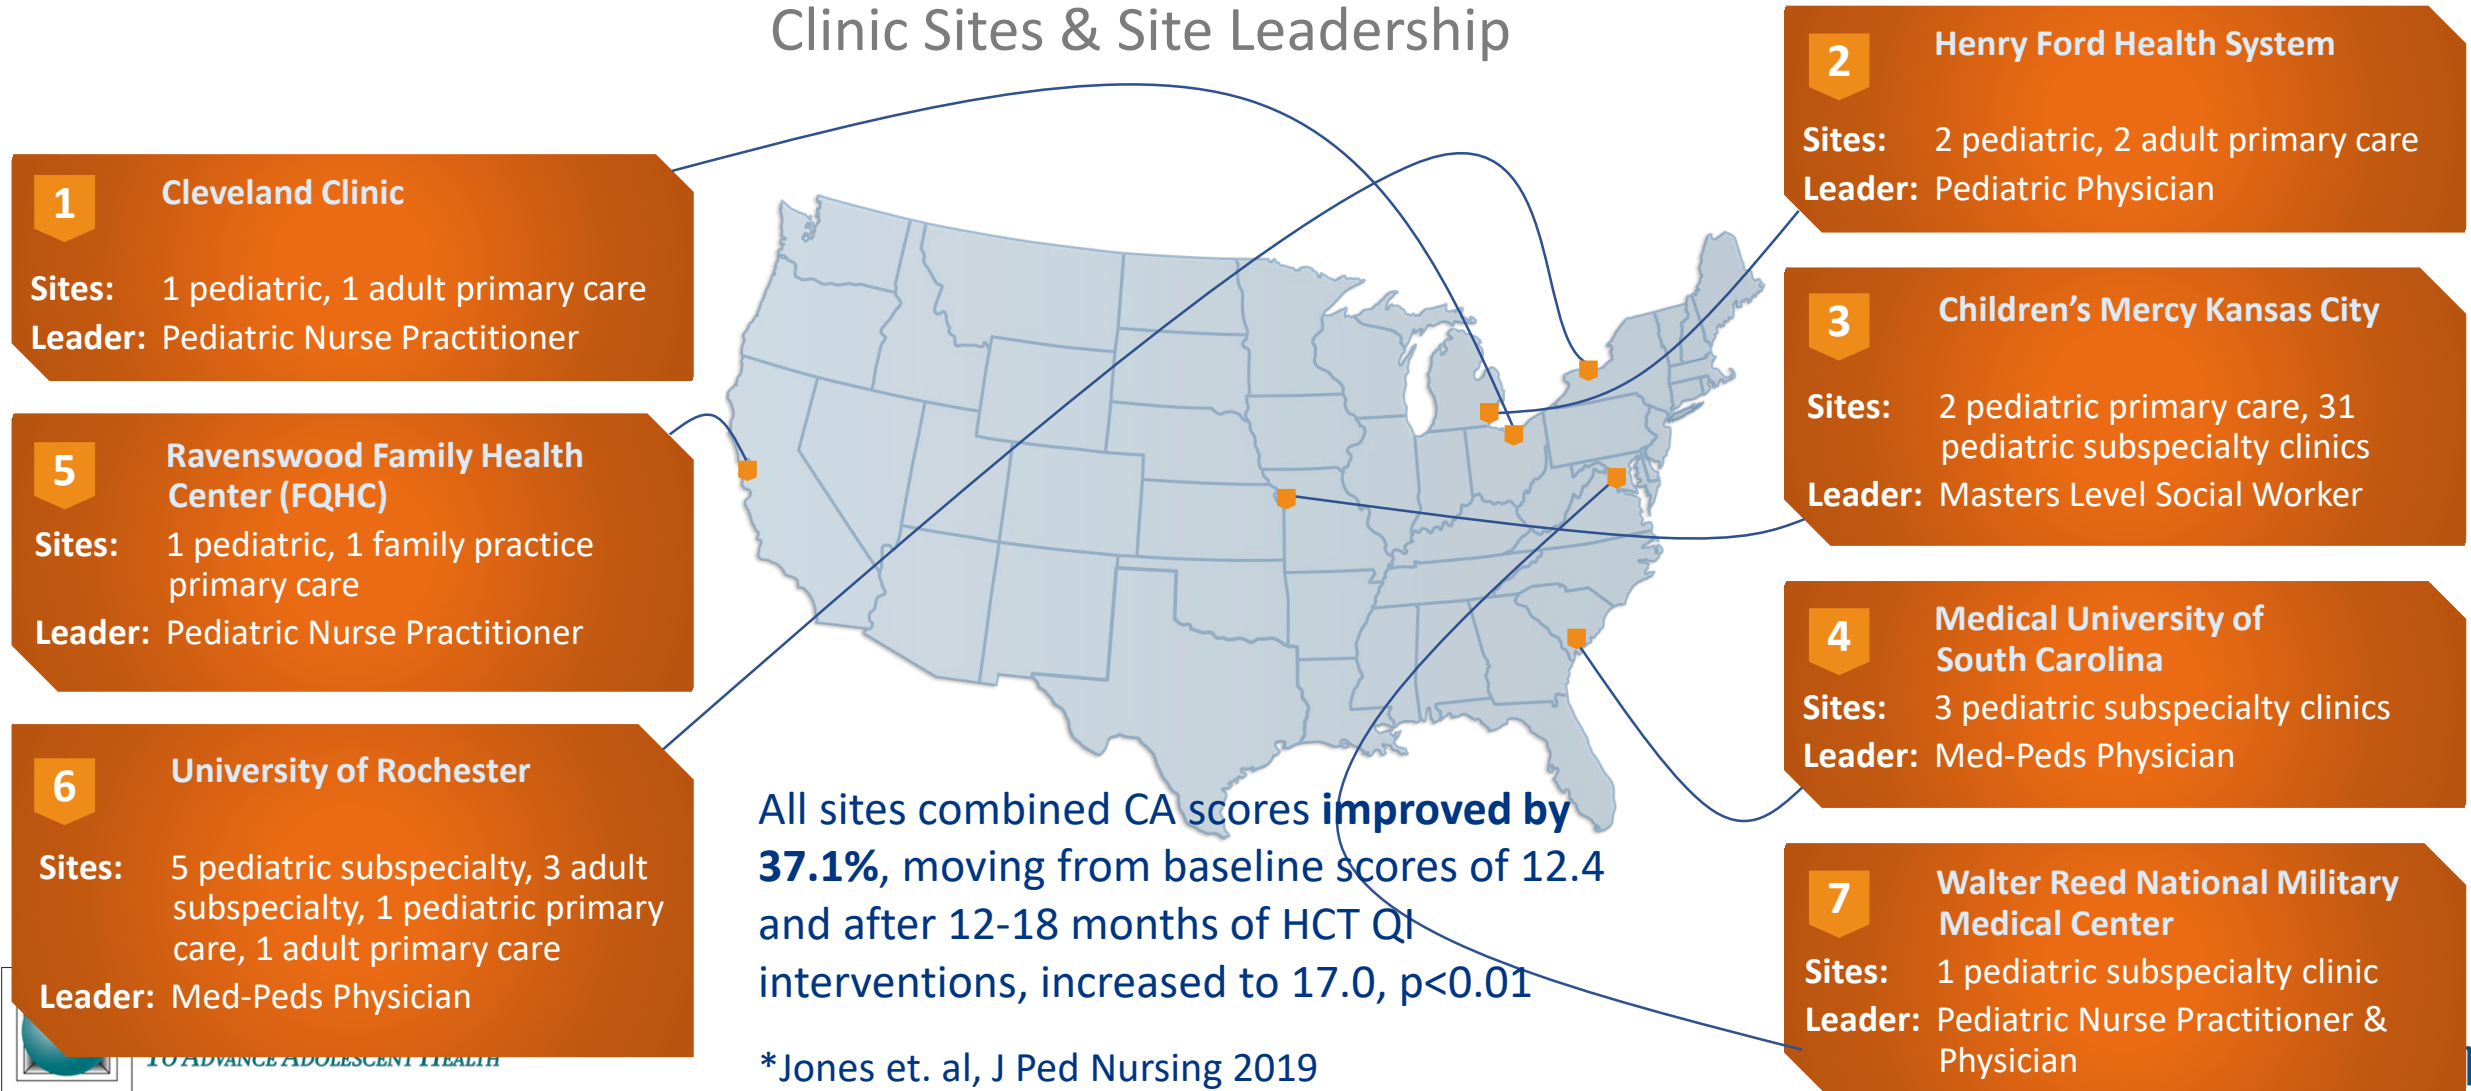 Clinic Sites & Site Leadership
1
Cleveland Clinic
Sites: 1 pediatric, 1 adult primary care
Leader: Pediatric Nurse Practitioner
2
Henry Ford Health System
Sites: 2 pediatric, 2 adult primary care
Leader: Pediatric Physician
3
Children's Mercy Kansas City
Sites: 2 pediatric primary care, 31
pediatric subspecialty clinics
Leader: Masters Level Social Worker
4
Medical University of
South Carolina
Sites: 3 pediatric subspecialty clinics
Leader: Med-Peds Physician
5
Ravenswood Family Health
Center (FQHC)
Sites: 1 pediatric, 1 family practice
primary care
Leader: Pediatric Nurse Practitioner
6
University of Rochester
Sites: 5 pediatric subspecialty, 3 adult
subspecialty, 1 pediatric primary
care, 1 adult primary care
Leader: Med-Peds Physician
7
Walter Reed National Military
Medical Center
Sites: 1 pediatric subspecialty clinic
Leader: Pediatric Nurse Practitioner &
Physician
All sites combined CA scores improved by
37.1%, moving from baseline scores of 12.4
and after 12-18 months of HCT QI
interventions, increased to 17.0, p<0.01
*Jones et. al, J Ped Nursing 2019
TO ADVANCE ADOLESCENT HEALTH